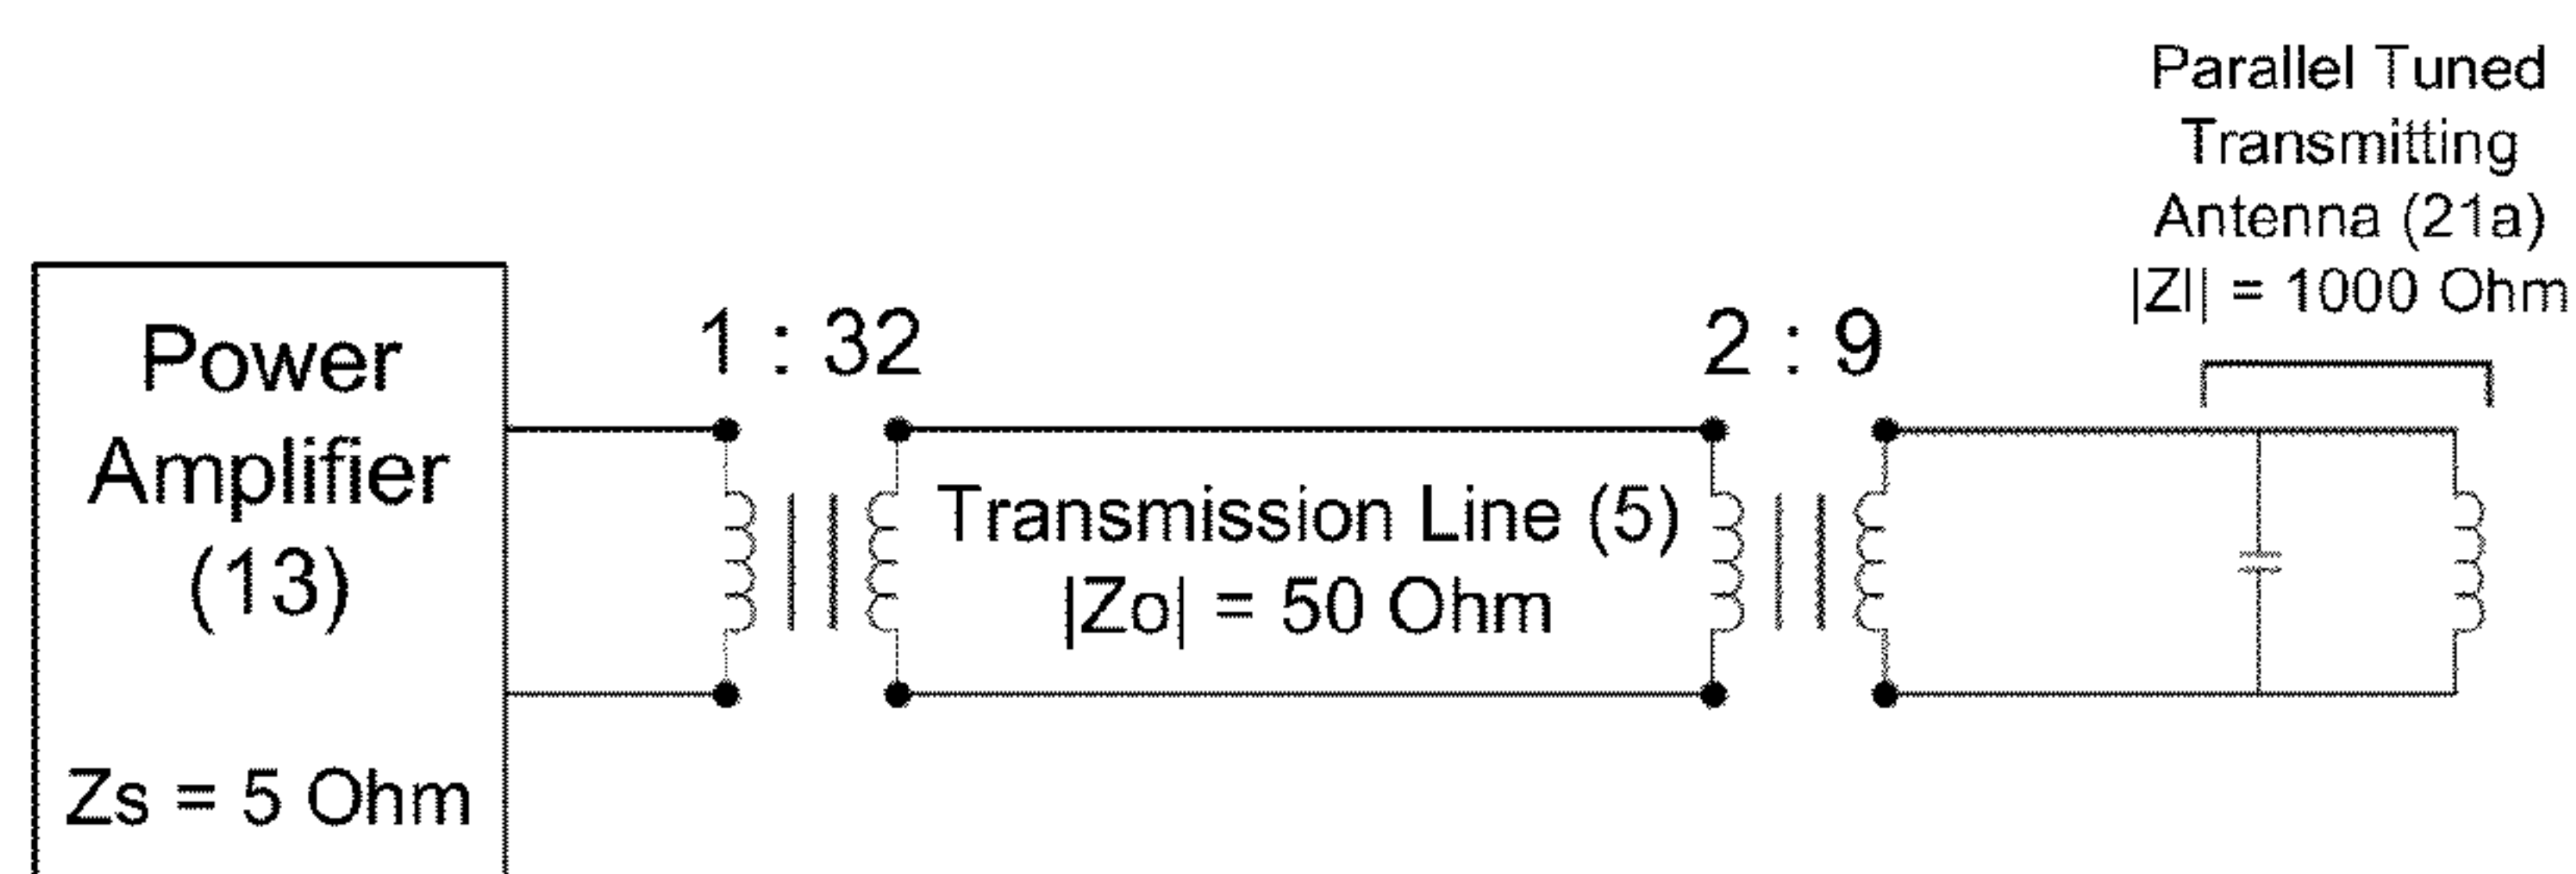 Parallel Tuned
Transmitting
Antenna (21a)
|Zl| = 1000 Ohm
Power
Amplifier
(13)
Zs = 5 Ohm
1 : 32
Transmission Line (5)
|Zo| = 50 Ohm
2 : 9